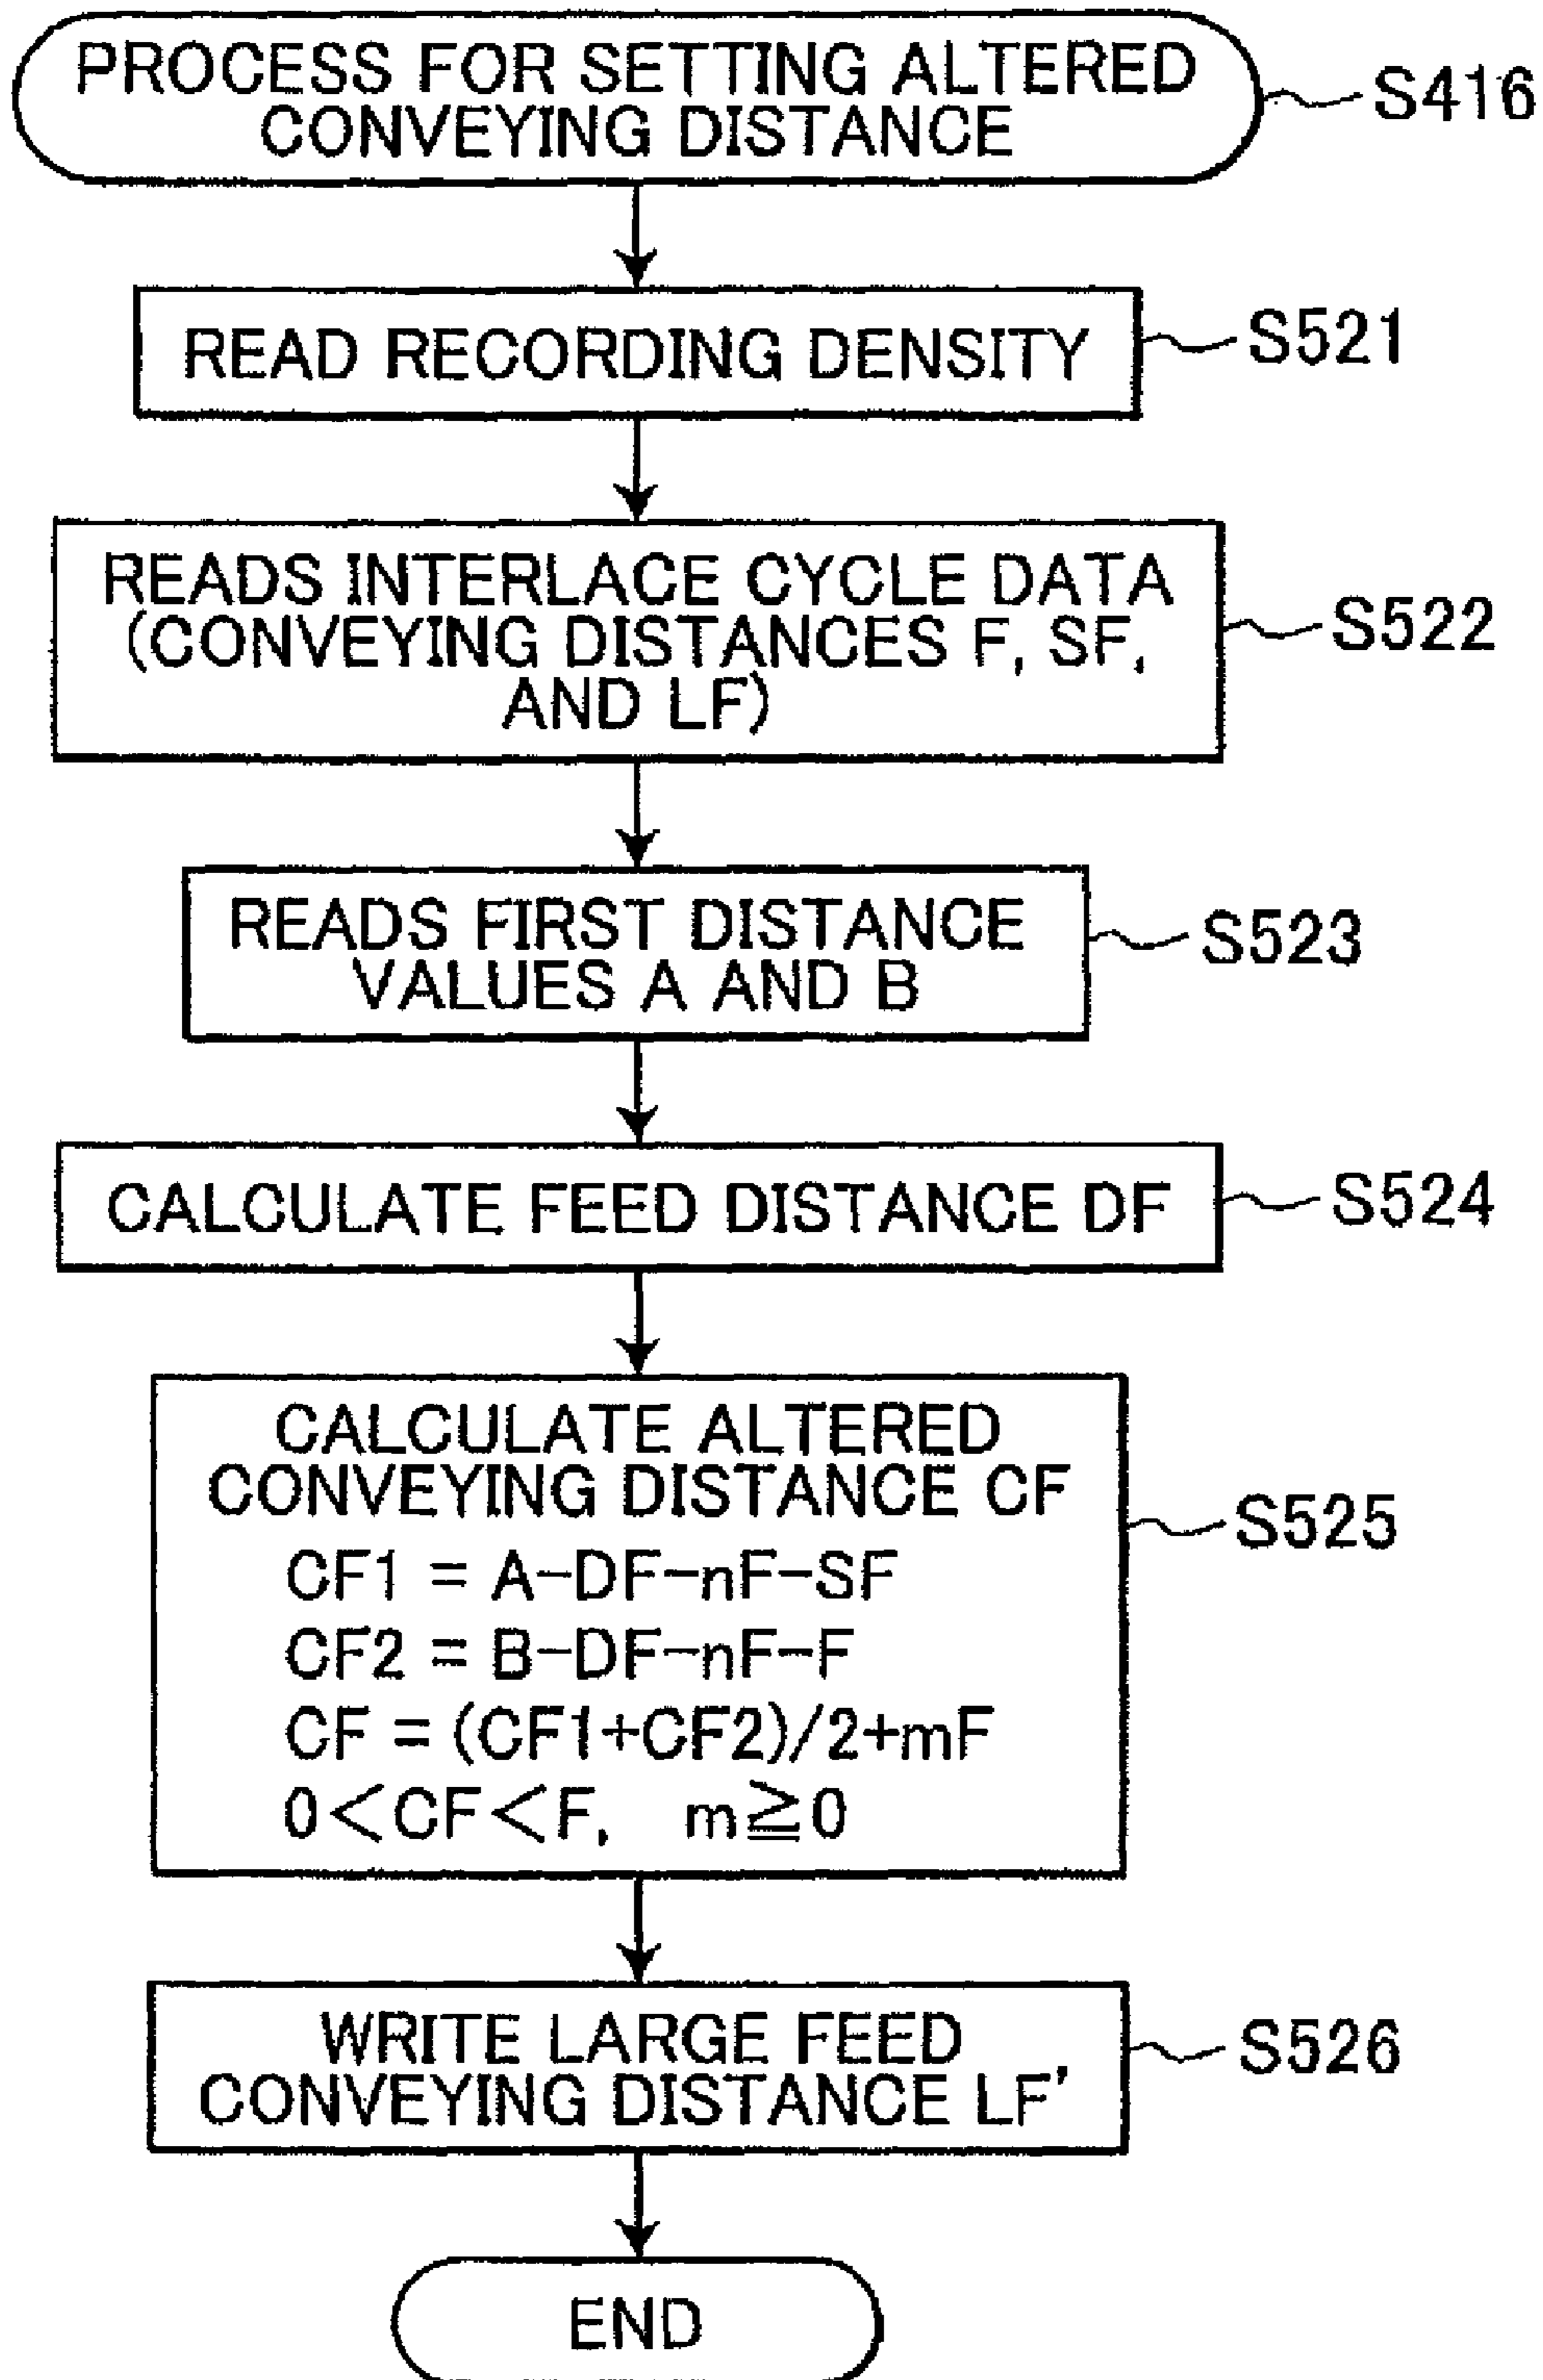 PROCESS FOR SETTING ALTERED
CONVEYING DISTANCE
S416
READ RECORDING DENSITY
S521
READS INTERLACE CYCLE DATA
(CONVEYING DISTANCES F, SF,
AND LF)
S522
READS FIRST DISTANCE
VALUES A AND B
S523
CALCULATE FEED DISTANCE DF
S524
CALCULATE ALTERED
CONVEYING DISTANCE CF
CF1 = A-DF-nF-SF
CF2 = B-DF-nF-F
CF = (CF1+CF2)/2+mF
0<CF<F, m≧0
S525
WRITE LARGE FEED
CONVEYING DISTANCE LF'
S526
END